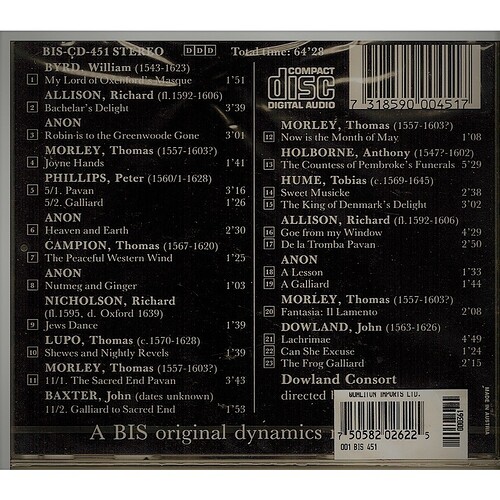 BIS-CD-451 STEREO DDD Total time: 64'28
BYRD, William (1543-1623)
1 My Lord of Oxenford's Masque 1'51
ALLISON, Richard (fl.1592-1606)
2 Bachelar's Delight 3'39
ANON
3 Robin is to the Greenwoode Gone 3'01
MORLEY, Thomas (1557-1603?)
4 Joyne Hands 1'41
PHILLIPS, Peter (1560/1-1628)
5 5/1. Pavan 3'16
5/2. Galliard 1'26
ANON
6 Heaven and Earth 2'30
CAMPION, Thomas (1567-1620)
7 The Peaceful Western Wind 1'25
ANON
8 Nutmeg and Ginger 1'03
NICHOLSON, Richard
(fl.1595, d. Oxford 1639)
9 Jews Dance 1'39
LUPO, Thomas (c.1570-1628)
10 Shewes and Nightly Revels 1'39
MORLEY, Thomas (1557-1603?)
11 11/1. The Sacred End Pavan 3'43
BAXTER, John (dates unknown)
11/2. Galliard to Sacred End 1'53
COMPACT
disc
DIGITAL AUDIO
7 318590 004517
MORLEY, Thomas (1557-1603?)
12 Now is the Month of May 1'08
HOLBORNE, Anthony (1547?-1602)
13 The Countess of Pembroke's Funerals 5'29
HUME, Tobias (c.1569-1645)
14 Sweet Musicke 2'38
15 The King of Denmark's Delight 3'02
ALLISON, Richard (fl.1592-1606)
16 Goe from my Window 4'29
17 De la Tromba Pavan 2'50
ANON
18 A Lesson 1'33
19 A Galliard 1'44
MORLEY, Thomas (1557-1603?)
20 Fantasia: Il Lamento 2'08
DOWLAND, John (1563-1626)
21 Lachrimae 4'49
22 Can She Excuse 1'24
23 The Frog Galliard 2'15
Dowland Consort
directed
A BIS original dynamics
IMPORTS LTD.
7 50582 02622 5
001 BIS 451
MADE IN AUSTRIA